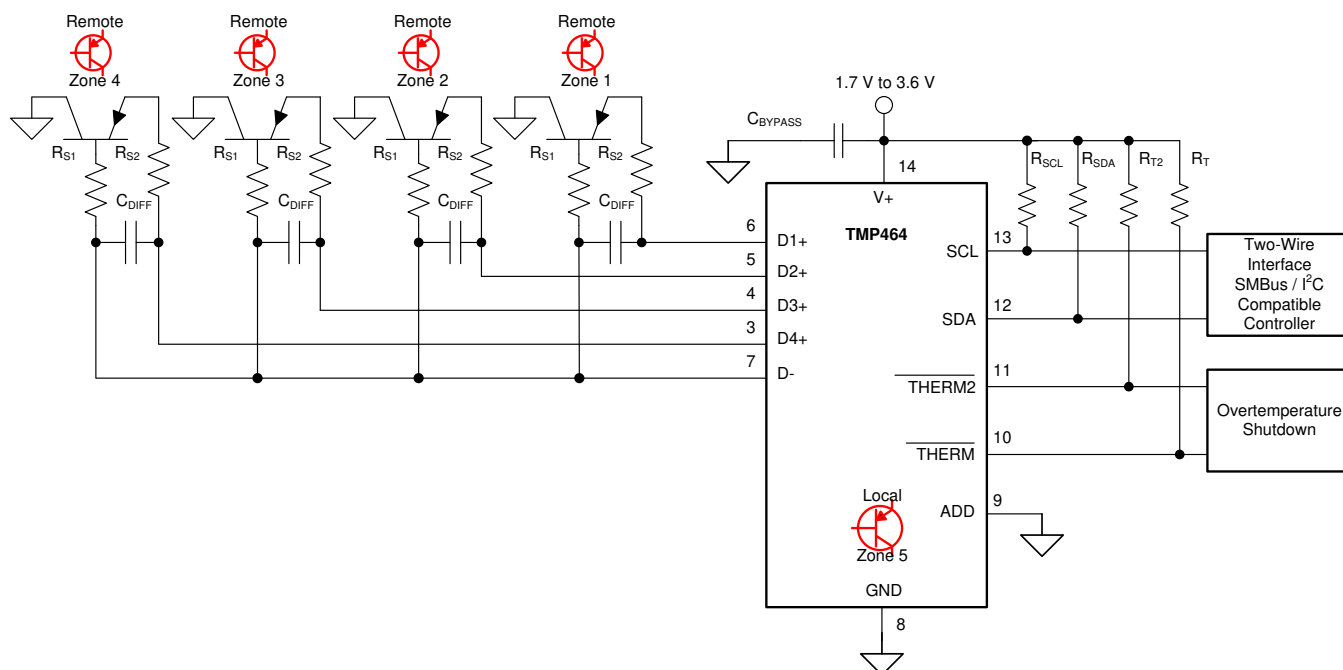 Remote
Remote
Remote
Remote
Zone 4
Zone 3
Zone 2
Zone 1
1.7 V to 3.6 V
CBYPASS
RS1
RS2
RS1
RS2
RS1
RS2
RS1
RS2
RSCL
RSDA
RT2
RT
14
V+
CDIFF
CDIFF
CDIFF
CDIFF
TMP464
6
D1+
5
D2+
4
D3+
3
D4+
7
D-
SCL
13
SDA
12
THERM2
11
THERM
10
ADD
9
Two-Wire
Interface
SMBus / I2C
Compatible
Controller
Overtemperature
Shutdown
Local
Zone 5
GND
8